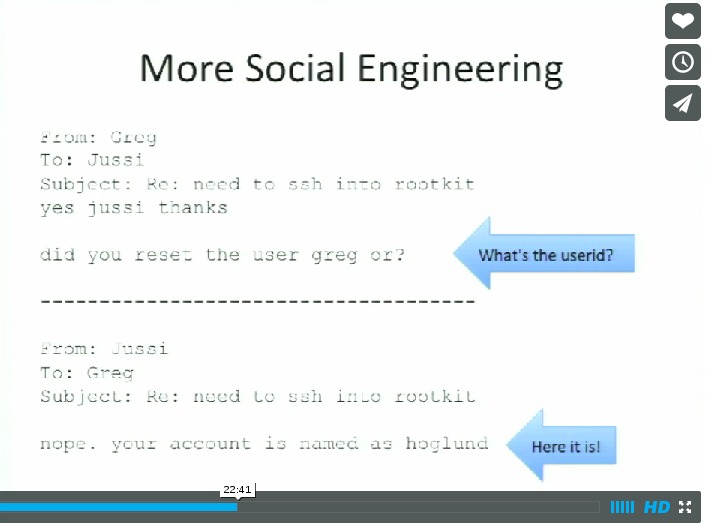 More Social Engineering
From: Greg
To: Jussi
Subject: Re: need to ssh into rootkit
yes jussi thanks
did you reset the user greg or?
What's the userid?
-------------------------------------
From: Jussi
To: Greg
Subject: Re: need to ssh into rootkit
nope. your account is named as hoglund
Here it is!
22:41
HD